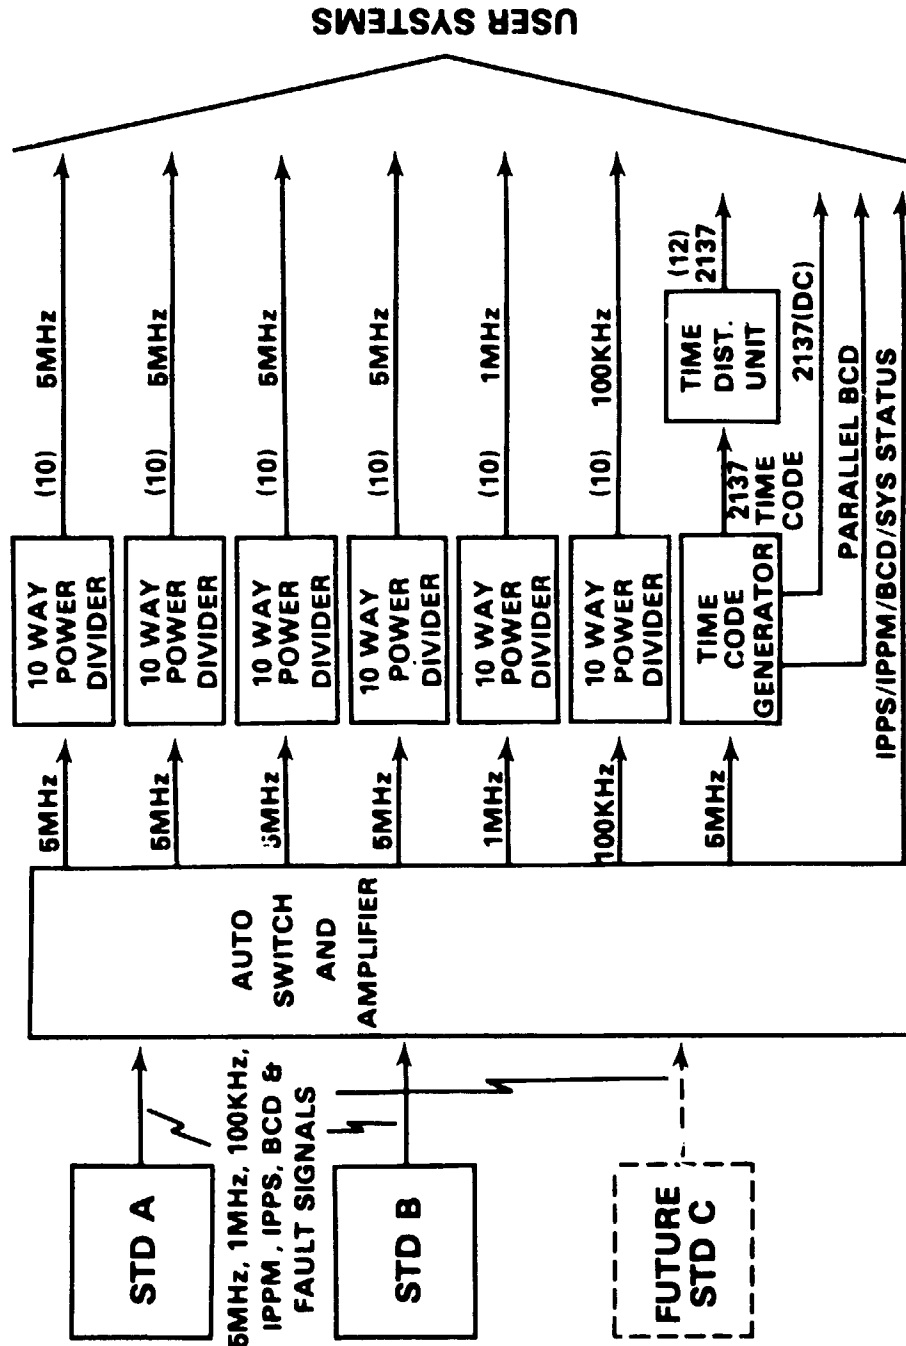 STD A
5MHz, 1MHz, 100KHz,
IPPM, IPPS, BCD &
FAULT SIGNALS
STD B
FUTURE
STD C
AUTO
SWITCH
AND
AMPLIFIER
5MHz
5MHz
5MHz
5MHz
1MHz
100KHz
5MHz
10 WAY
POWER
DIVIDER
10 WAY
POWER
DIVIDER
10 WAY
POWER
DIVIDER
10 WAY
POWER
DIVIDER
10 WAY
POWER
DIVIDER
10 WAY
POWER
DIVIDER
TIME
CODE
GENERATOR
(10) 5MHz
(10) 5MHz
(10) 5MHz
(10) 5MHz
(10) 1MHz
(10) 100KHz
2137
TIME
CODE
TIME
DIST.
UNIT
(12)
2137
2137(DC)
PARALLEL BCD
IPPS/IPPM/BCD/SYS STATUS
USER SYSTEMS